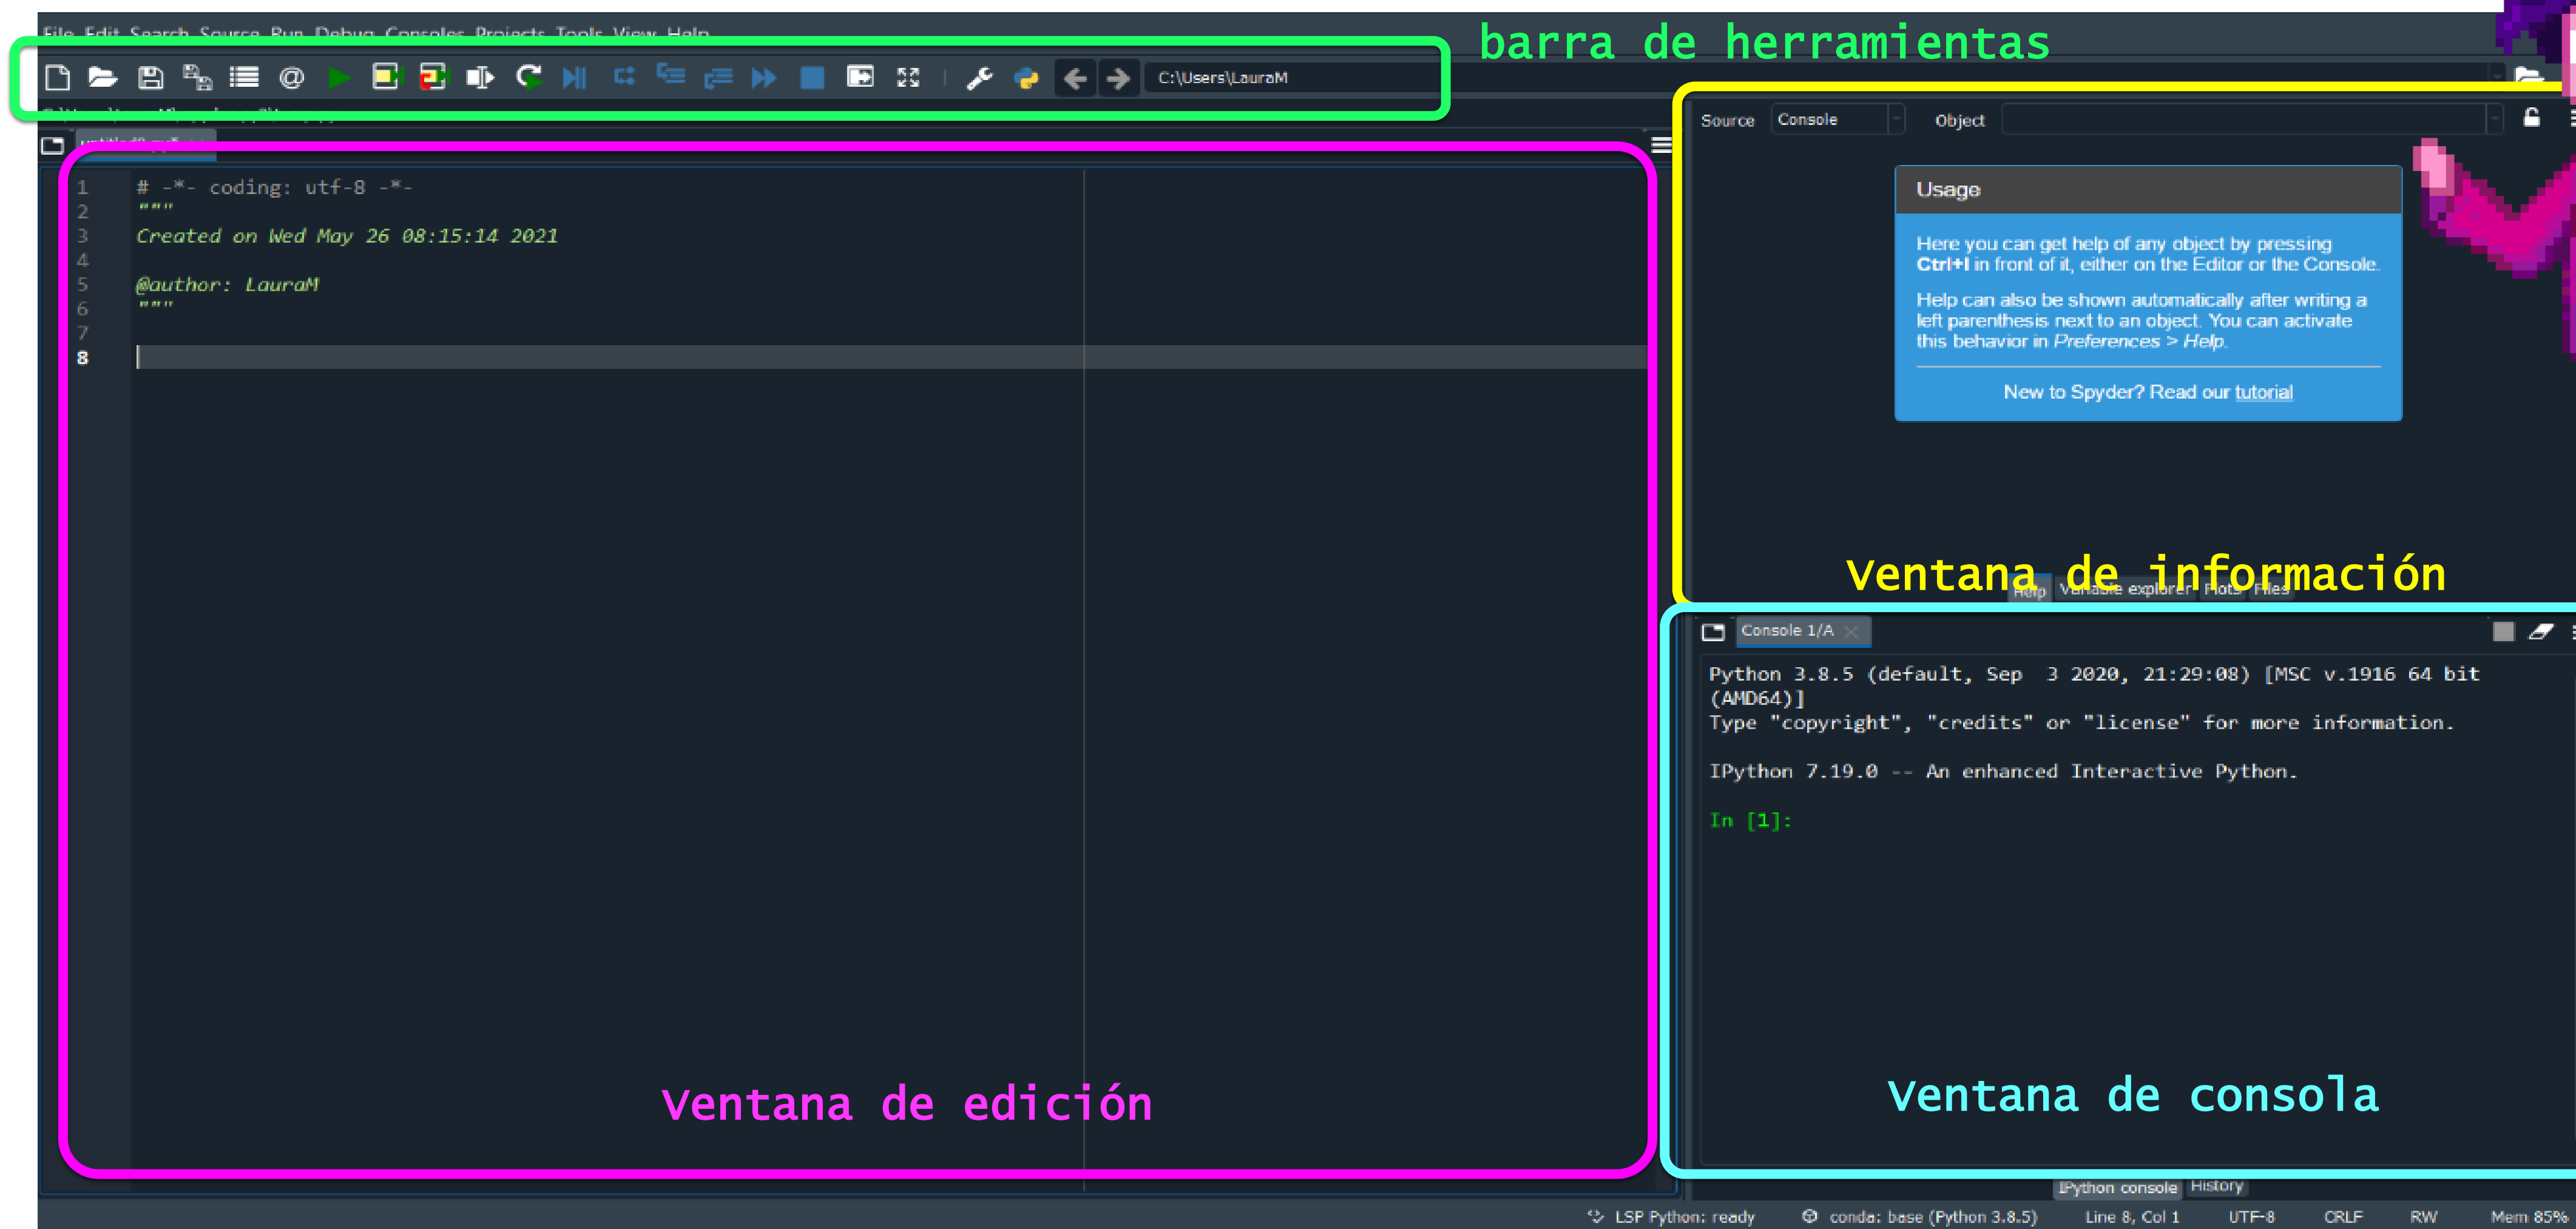 File Edit Search Source Run Debug Consoles Projects Tools View Help
barra de herramientas
C:\Users\LauraM
Source Console Object
1 # -*- coding: utf-8 -*-
2 """
3 Created on Wed May 26 08:15:14 2021
4
5 @author: LauraM
6 """
7
8
Usage
Here you can get help of any object by pressing
Ctrl+I in front of it, either on the Editor or the Console.
Help can also be shown automatically after writing a
left parenthesis next to an object. You can activate
this behavior in Preferences > Help.
New to Spyder? Read our tutorial
Ventana de información
Help Variable explorer Plots Files
Console 1/A
Python 3.8.5 (default, Sep 3 2020, 21:29:08) [MSC v.1916 64 bit
(AMD64)]
Type "copyright", "credits" or "license" for more information.
IPython 7.19.0 -- An enhanced Interactive Python.
In [1]:
Ventana de edición
Ventana de consola
IPython console History
LSP Python: ready conda: base (Python 3.8.5) Line 8, Col 1 UTF-8 CRLF RW Mem 85%